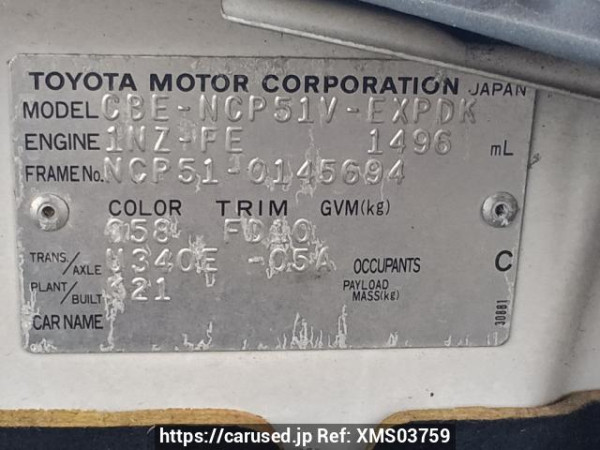 TOYOTA MOTOR CORPORATION JAPAN
MODEL CBE-NCP51V-EXPDK
ENGINE 1NZ-FE 1496 mL
FRAME No. NCP51-0145694
COLOR TRIM GVM(kg)
058 FD10
TRANS./AXLE U340E -05A OCCUPANTS C
PLANT/BUILT 321 PAYLOAD MASS(kg)
CAR NAME
30881
https://carused.jp Ref: XMS03759